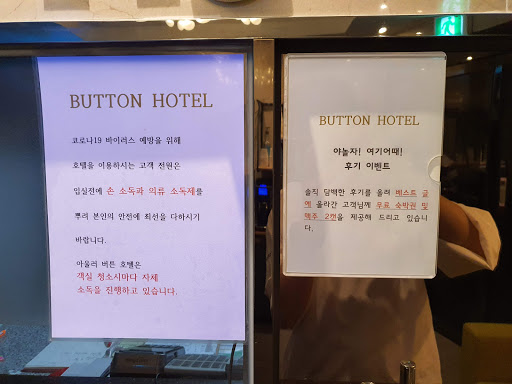 BUTTON HOTEL
코로나19 바이러스 예방을 위해
호텔을 이용하시는 고객 전원은
입실전에 손 소독과 의류 소독제를
뿌려 본인의 안전에 최선을 다하시기
바랍니다.
아울러 버튼 호텔은
객실 청소시마다 자체
소독을 진행하고 있습니다.
BUTTON HOTEL
야놀자! 여기어때!
후기 이벤트
솔직 담백한 후기를 올려 베스트 글
에 올라간 고객님께 무료 숙박권 및
맥주 2캔을 제공해 드리고 있습니
다.